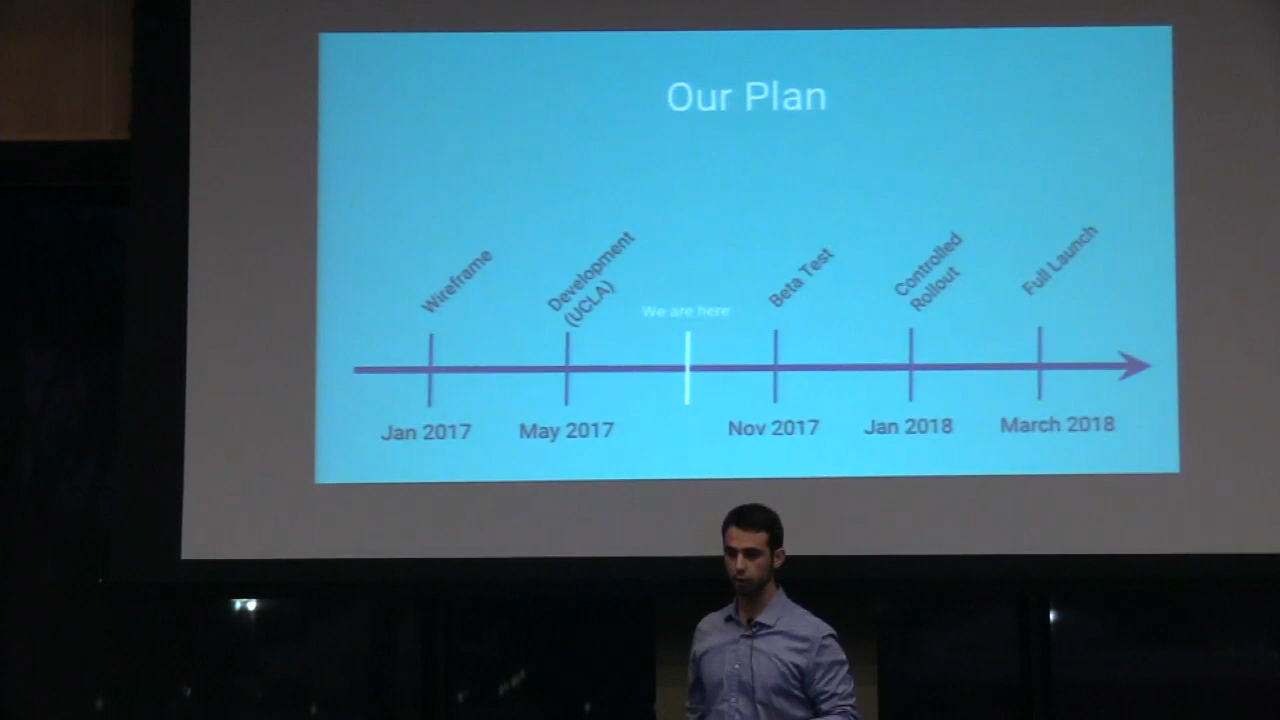 Our Plan
Wireframe
Development
(UCLA)
We are here
Beta Test
Controlled
Rollout
Full Launch
Jan 2017
May 2017
Nov 2017
Jan 2018
March 2018